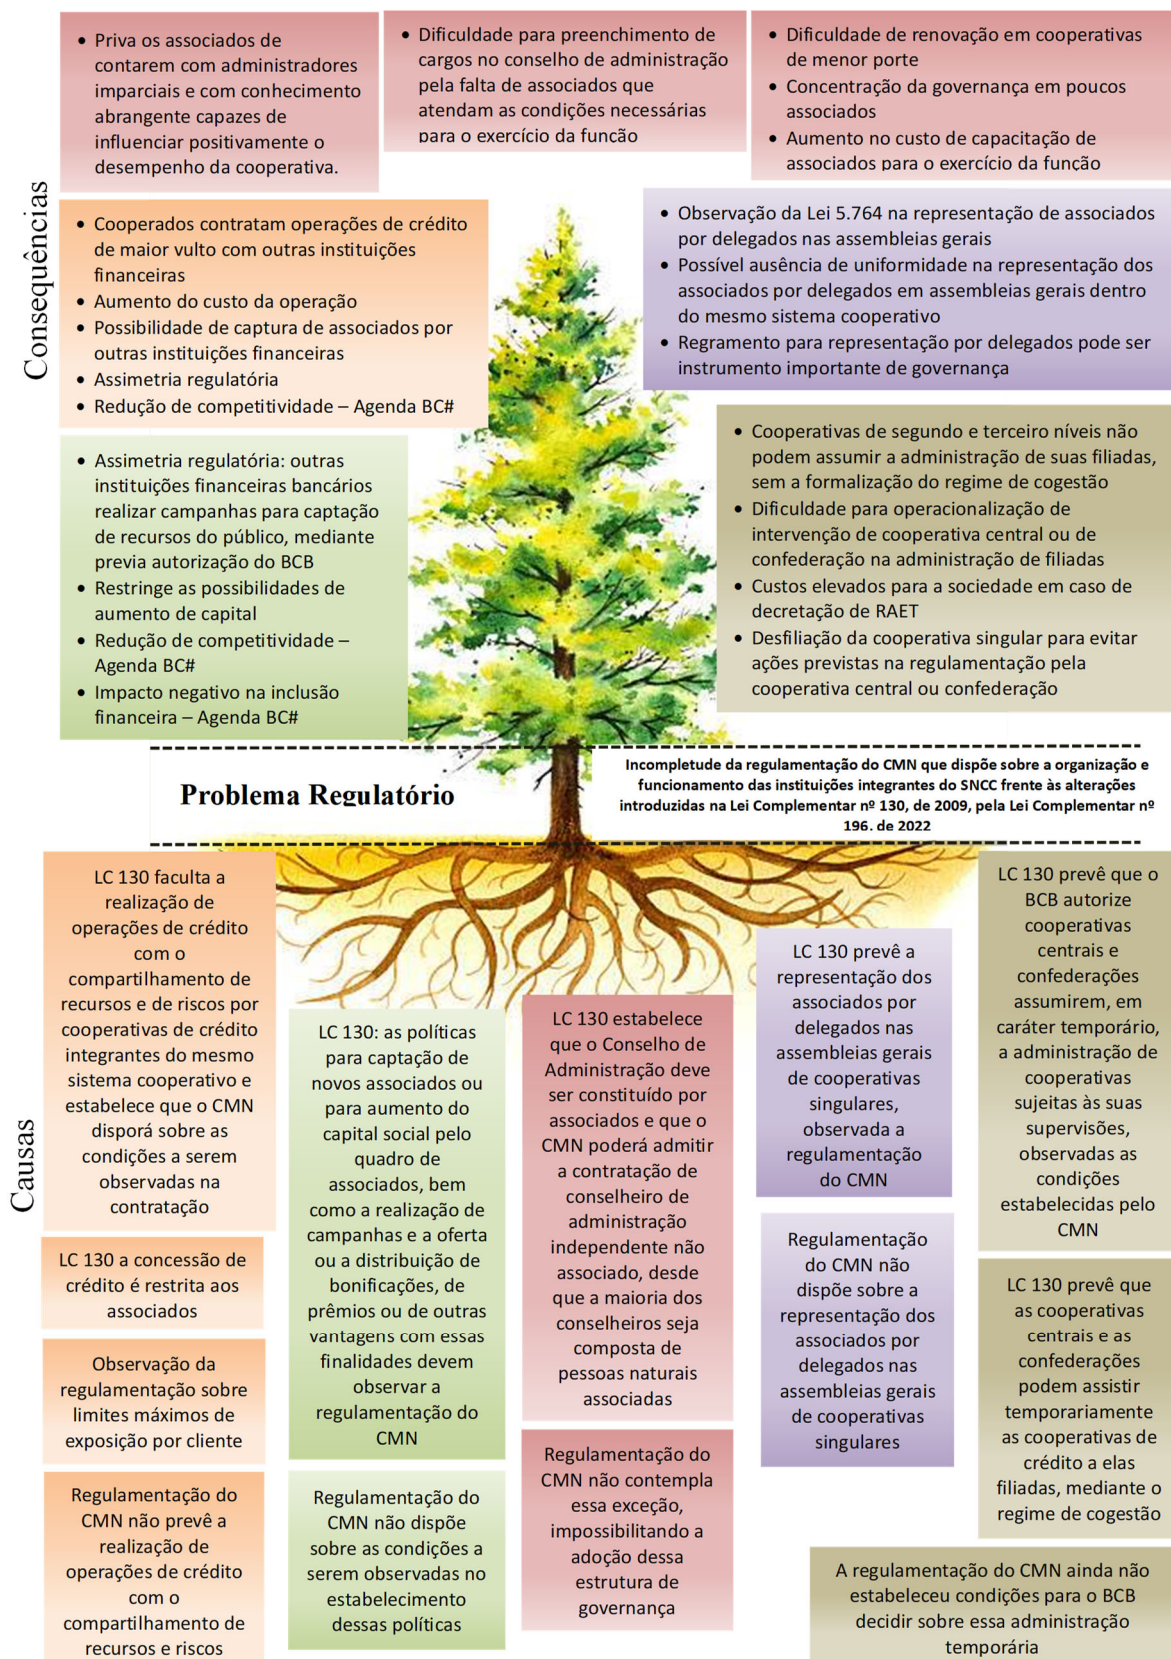 • Priva os associados de
contarem com administradores
imparciais e com conhecimento
abrangente capazes de
influenciar positivamente o
desempenho da cooperativa.
• Dificuldade para preenchimento de
cargos no conselho de administração
pela falta de associados que
atendam as condições necessárias
para o exercício da função
• Dificuldade de renovação em cooperativas
de menor porte
• Concentração da governança em poucos
associados
• Aumento no custo de capacitação de
associados para o exercício da função
Consequências
• Cooperados contratam operações de crédito
de maior vulto com outras instituições
financeiras
• Aumento do custo da operação
• Possibilidade de captura de associados por
outras instituições financeiras
• Assimetria regulatória
• Redução de competitividade – Agenda BC#
• Observação da Lei 5.764 na representação de associados
por delegados nas assembleias gerais
• Possível ausência de uniformidade na representação dos
associados por delegados em assembleias gerais dentro
do mesmo sistema cooperativo
• Regramento para representação por delegados pode ser
instrumento importante de governança
• Assimetria regulatória: outras
instituições financeiras bancários
realizar campanhas para captação
de recursos do público, mediante
previa autorização do BCB
• Restringe as possibilidades de
aumento de capital
• Redução de competitividade –
Agenda BC#
• Impacto negativo na inclusão
financeira – Agenda BC#
• Cooperativas de segundo e terceiro níveis não
podem assumir a administração de suas filiadas,
sem a formalização do regime de cogestão
• Dificuldade para operacionalização de
intervenção de cooperativa central ou de
confederação na administração de filiadas
• Custos elevados para a sociedade em caso de
decretação de RAET
• Desfiliação da cooperativa singular para evitar
ações previstas na regulamentação pela
cooperativa central ou confederação
Problema Regulatório
Incompletude da regulamentação do CMN que dispõe sobre a organização e
funcionamento das instituições integrantes do SNCC frente às alterações
introduzidas na Lei Complementar nº 130, de 2009, pela Lei Complementar nº
196, de 2022
Causas
LC 130 faculta a
realização de
operações de crédito
com o
compartilhamento de
recursos e de riscos por
cooperativas de crédito
integrantes do mesmo
sistema cooperativo e
estabelece que o CMN
disporá sobre as
condições a serem
observadas na
contratação
LC 130 a concessão de
crédito é restrita aos
associados
Observação da
regulamentação sobre
limites máximos de
exposição por cliente
Regulamentação do
CMN não prevê a
realização de
operações de crédito
com o
compartilhamento de
recursos e riscos
LC 130: as políticas
para captação de
novos associados ou
para aumento do
capital social pelo
quadro de
associados, bem
como a realização de
campanhas e a oferta
ou a distribuição de
bonificações, de
prêmios ou de outras
vantagens com essas
finalidades devem
observar a
regulamentação do
CMN
Regulamentação do
CMN não dispõe
sobre as condições a
serem observadas no
estabelecimento
dessas políticas
LC 130 estabelece
que o Conselho de
Administração deve
ser constituído por
associados e que o
CMN poderá admitir
a contratação de
conselheiro de
administração
independente não
associado, desde
que a maioria dos
conselheiros seja
composta de
pessoas naturais
associadas
Regulamentação do
CMN não contempla
essa exceção,
impossibilitando a
adoção dessa
estrutura de
governança
LC 130 prevê a
representação dos
associados por
delegados nas
assembleias gerais
de cooperativas
singulares,
observada a
regulamentação
do CMN
Regulamentação
do CMN não
dispõe sobre a
representação dos
associados por
delegados nas
assembleias gerais
de cooperativas
singulares
LC 130 prevê que o
BCB autorize
cooperativas
centrais e
confederações
assumirem, em
caráter temporário,
a administração de
cooperativas
sujeitas às suas
supervisões,
observadas as
condições
estabelecidas pelo
CMN
LC 130 prevê que
as cooperativas
centrais e as
confederações
podem assistir
temporariamente
as cooperativas de
crédito a elas
filiadas, mediante o
regime de cogestão
A regulamentação do CMN ainda não
estabeleceu condições para o BCB
decidir sobre essa administração
temporária